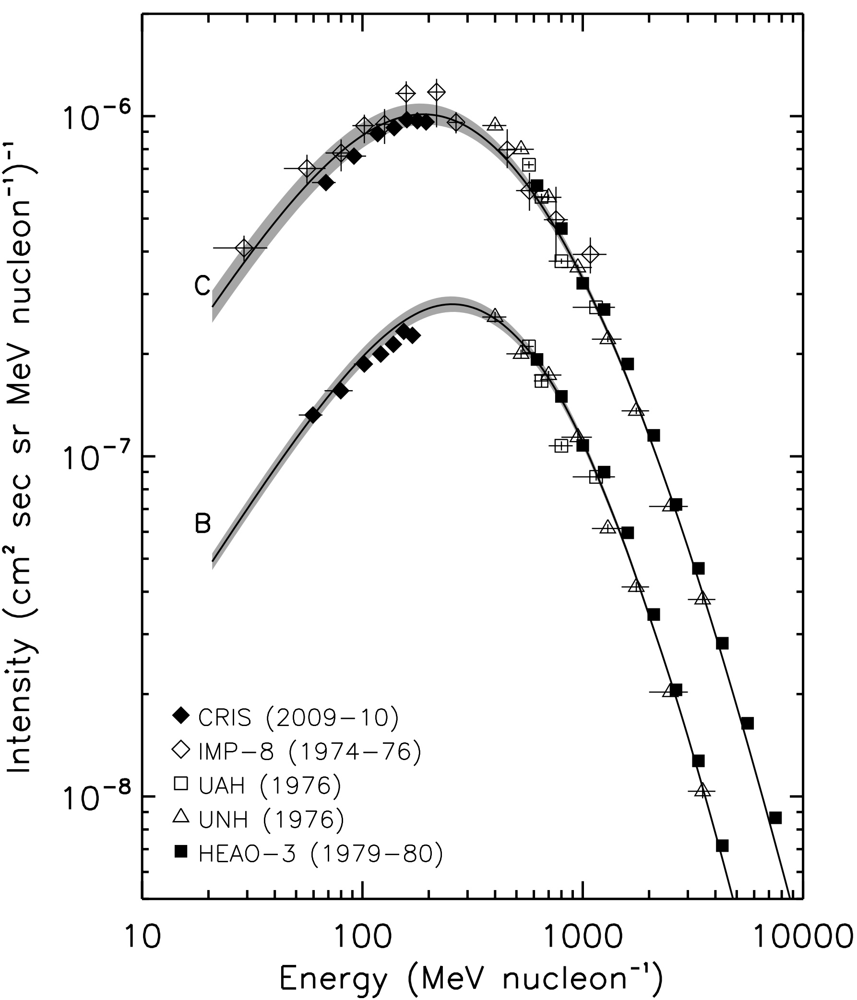 Intensity (cm² sec sr MeV nucleon⁻¹)⁻¹
10⁻⁶
10⁻⁷
10⁻⁸
C
B
CRIS (2009−10)
IMP−8 (1974−76)
UAH (1976)
UNH (1976)
HEAO−3 (1979−80)
10 100 1000 10000
Energy (MeV nucleon⁻¹)